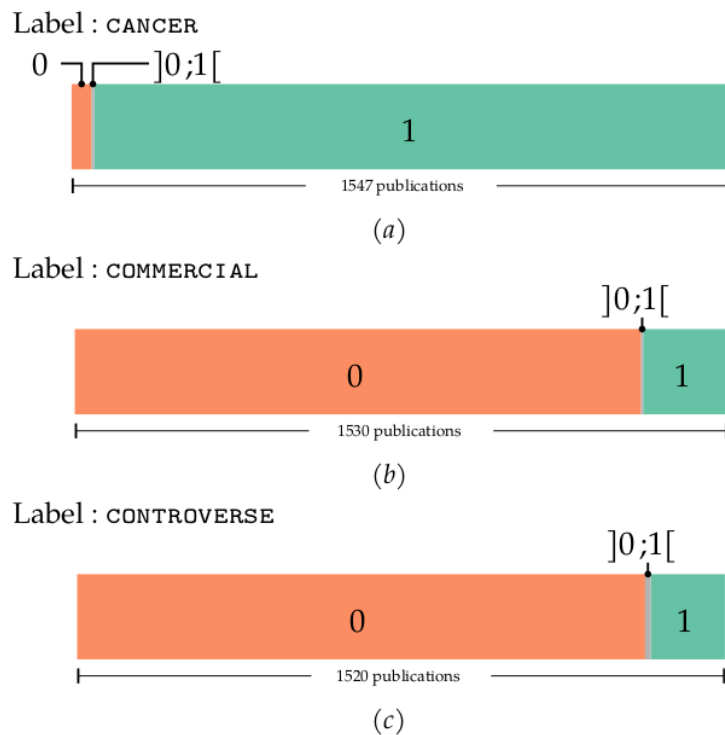 Label : CANCER
0 ]0 ;1[
1
1547 publications
(a)
Label : COMMERCIAL
]0 ;1[
0 1
1530 publications
(b)
Label : CONTROVERSE
]0 ;1[
0 1
1520 publications
(c)